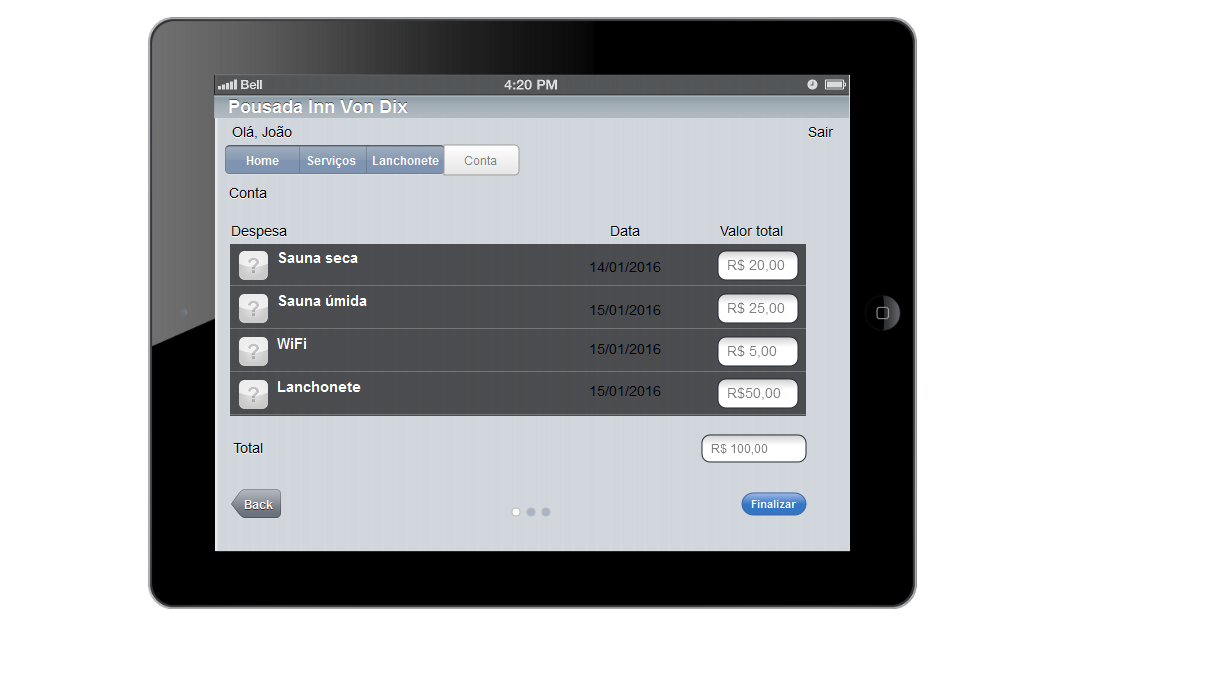 Bell 4:20 PM
Pousada Inn Von Dix
Olá, João Sair
Home Serviços Lanchonete Conta
Conta
Despesa Data Valor total
? Sauna seca 14/01/2016 R$ 20,00
? Sauna úmida 15/01/2016 R$ 25,00
? WiFi 15/01/2016 R$ 5,00
? Lanchonete 15/01/2016 R$50,00
Total R$ 100,00
Back Finalizar